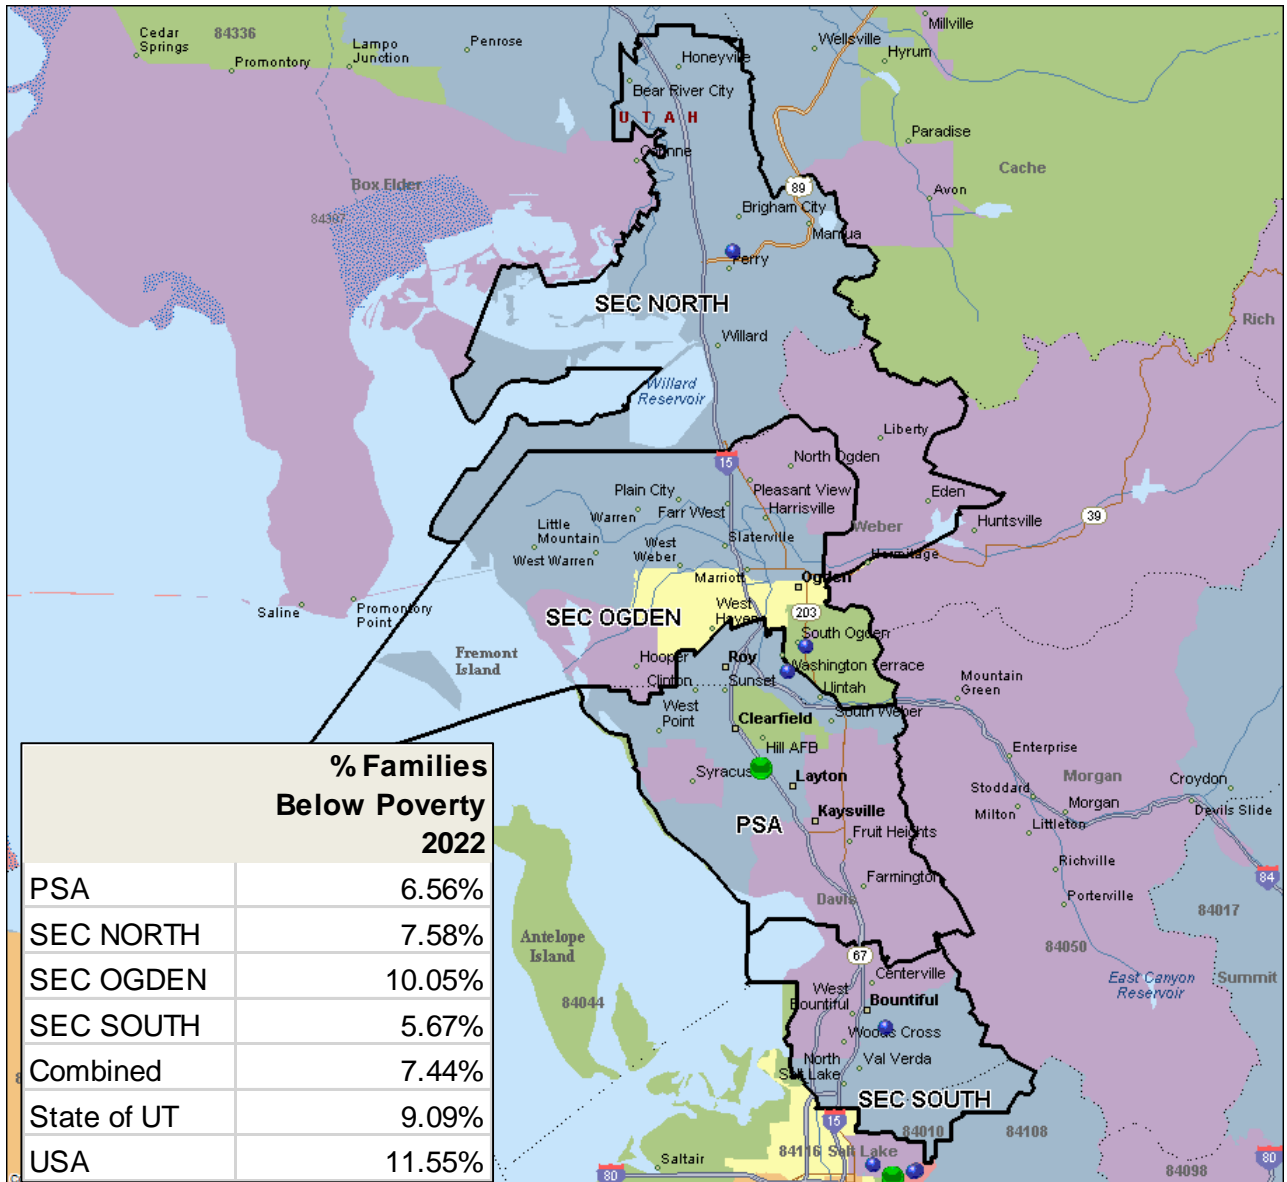 Cedar
Springs
84336
Promontory
Lampo
Junction
Penrose
Millville
Wellsville
Hyrum
Honeyville
Bear River City
UTAH
Corinne
Paradise
Cache
Box Elder
84307
89
Avon
Brigham City
Mantua
Perry
SEC NORTH
Rich
Willard
Willard
Reservoir
Liberty
15
North Ogden
Plain City
Pleasant View
Eden
Warren
Farr West
Harrisville
Weber
Huntsville
39
Little
Mountain
Slaterville
West
Weber
West Warren
Hermitage
Marriott
Ogden
Saline
Promontory
Point
SEC OGDEN
West
Haven
203
South Ogden
Fremont
Island
Hooper
Roy
Washington Terrace
Clinton
Sunset
Uintah
Mountain
Green
West
Point
Clearfield
South Weber
Hill AFB
Enterprise
Syracuse
Layton
Stoddard
Morgan
Croydon
Milton
Morgan
Devils Slide
PSA
Kaysville
Littleton
Fruit Heights
Richville
84
Farmington
Porterville
Davis
84017
Antelope
Island
84050
67
Centerville
84044
West
Bountiful
Bountiful
East Canyon
Reservoir
Summit
Woods Cross
North
Salt Lake
Val Verda
SEC SOUTH
15
84010
84108
84116
Salt Lake
Saltair
80
84098
80
% Families
Below Poverty
2022
PSA 6.56%
SEC NORTH 7.58%
SEC OGDEN 10.05%
SEC SOUTH 5.67%
Combined 7.44%
State of UT 9.09%
USA 11.55%